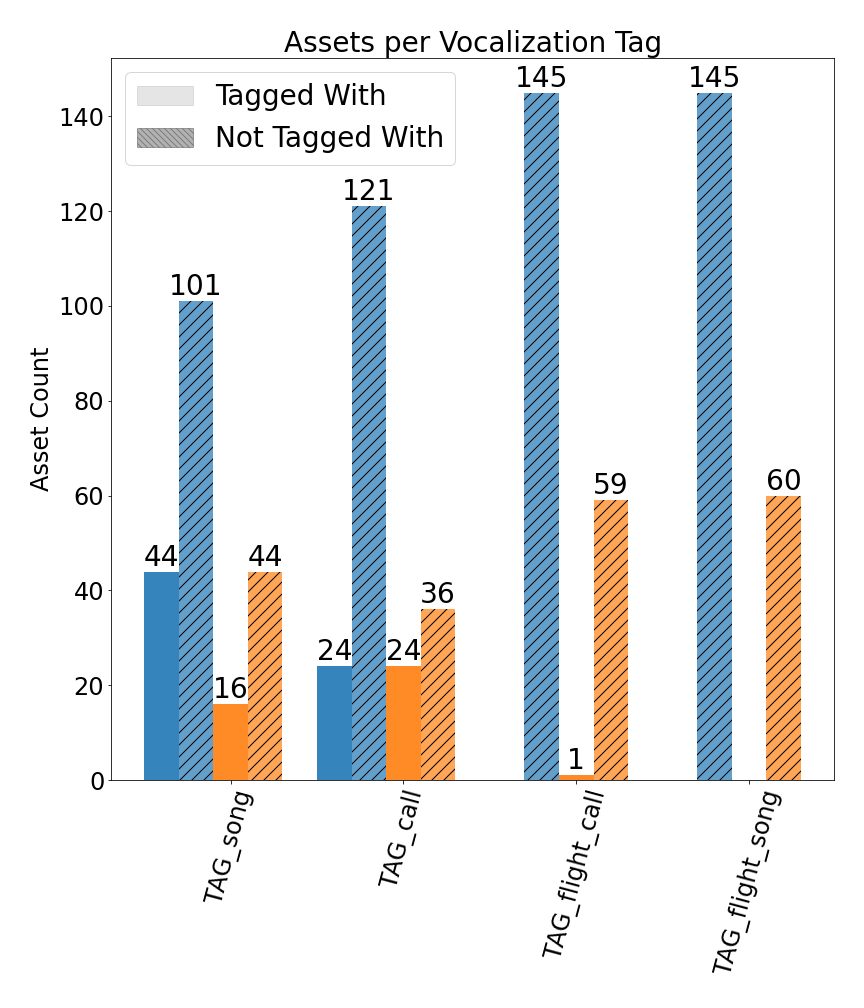 Assets per Vocalization Tag
Tagged With
Not Tagged With
Asset Count
140
120
100
80
60
40
20
0
44
101
16
44
24
121
24
36
145
1
59
145
60
TAG_song
TAG_call
TAG_flight_call
TAG_flight_song